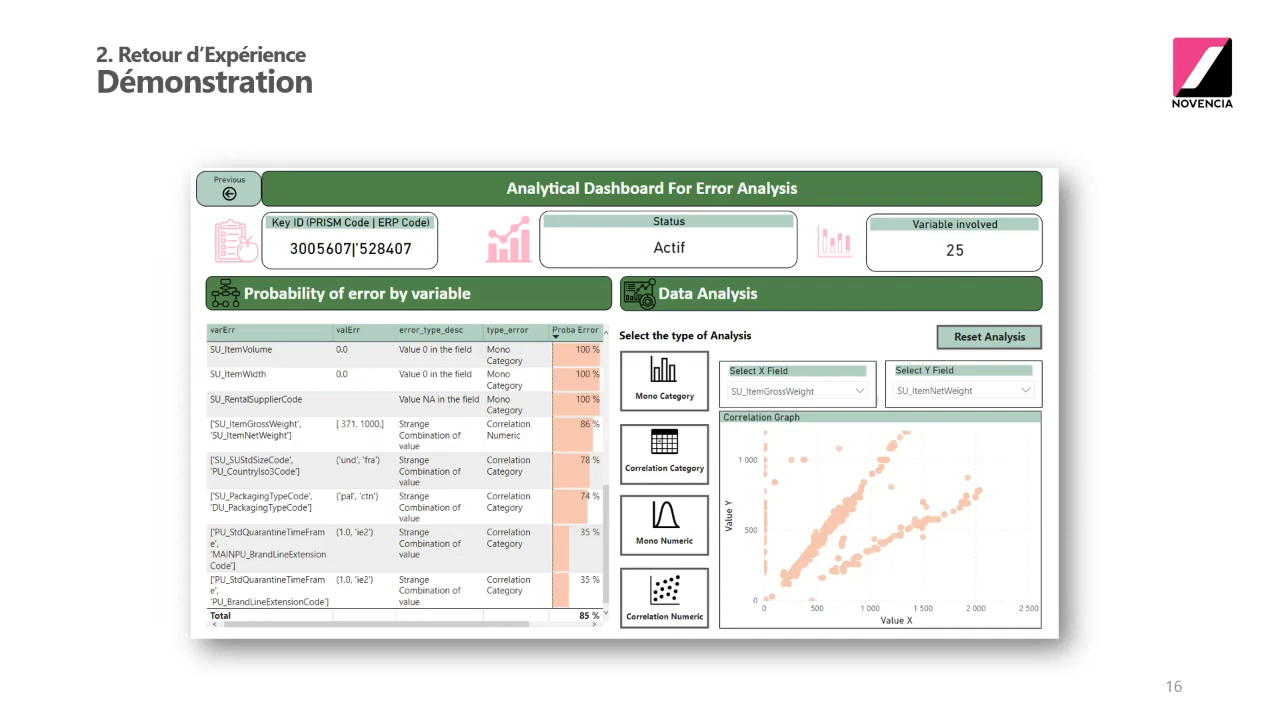 2. Retour d'Expérience
Démonstration
NOVENCIA
Previous
Analytical Dashboard For Error Analysis
Key ID (PRISM Code | ERP Code)
3005607|'528407
Status
Actif
Variable involved
25
Probability of error by variable
Data Analysis
varErr valErr error_type_desc type_error Proba Error
SU_ItemVolume 0.0 Value 0 in the field Mono 100 %
Category
SU_ItemWidth 0.0 Value 0 in the field Mono 100 %
Category
SU_RentalSupplierCode Value NA in the field Mono 100 %
Category
['SU_ItemGrossWeight', [ 371. 1000.] Strange Correlation 86 %
'SU_ItemNetWeight'] Combination of Numeric
value
['SU_SUStdSizeCode', ('und', 'fra') Strange Correlation 78 %
'PU_CountryIso3Code'] Combination of Category
value
['SU_PackagingTypeCode', ('pal', 'ctn') Strange Correlation 74 %
'DU_PackagingTypeCode'] Combination of Category
value
['PU_StdQuarantineTimeFram (1.0, 'ie2') Strange Correlation 35 %
e', Combination of Category
'MAINPU_BrandLineExtension value
Code']
['PU_StdQuarantineTimeFram (1.0, 'ie2') Strange Correlation 35 %
e', Combination of Category
'PU_BrandLineExtensionCode'] value
Total 85 %
Select the type of Analysis
Reset Analysis
Mono Category
Correlation Category
Mono Numeric
Correlation Numeric
Select X Field
SU_ItemGrossWeight
Select Y Field
SU_ItemNetWeight
Correlation Graph
Value Y
1 000
500
0
0 500 1 000 1 500 2 000 2 500
Value X
16